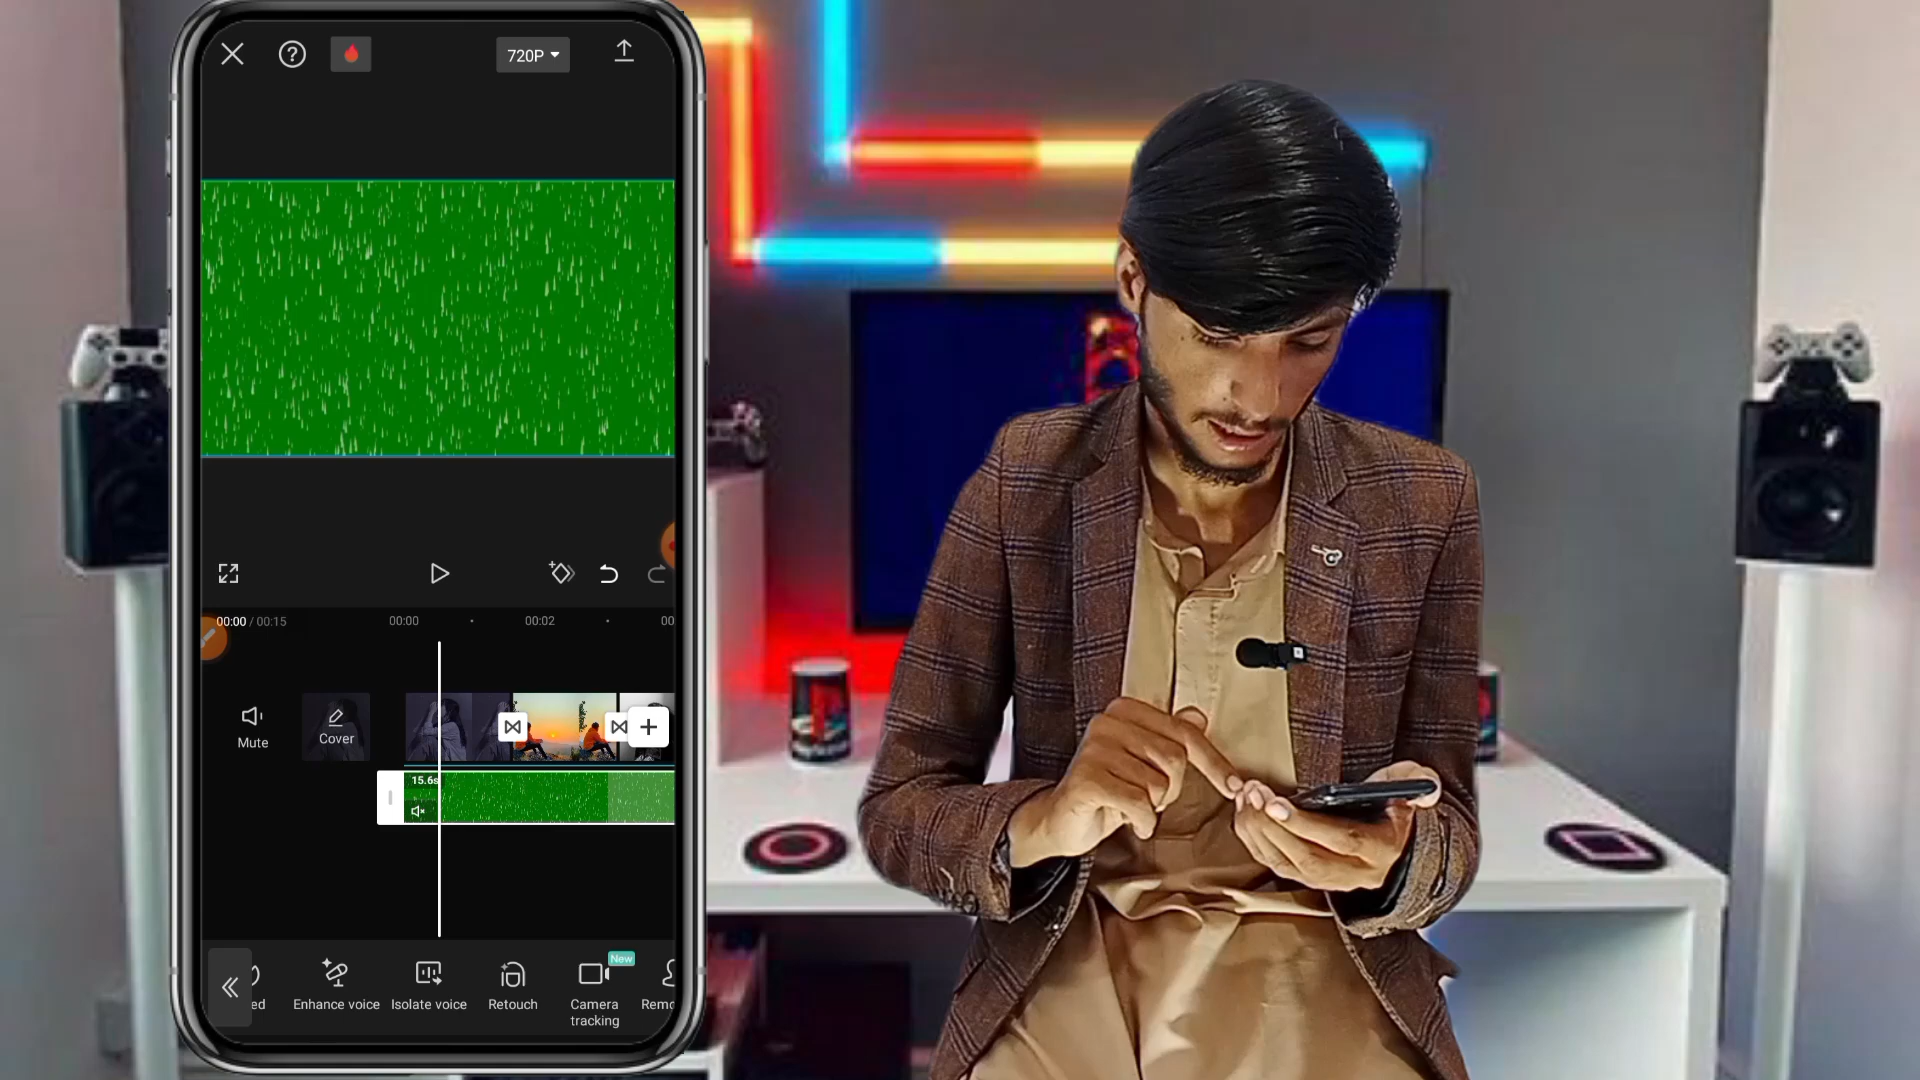 720P
00:00 / 00:15
00:00
00:02
00
Mute
Cover
15.6s
New
ed
Enhance voice
Isolate voice
Retouch
Camera
tracking
Remo